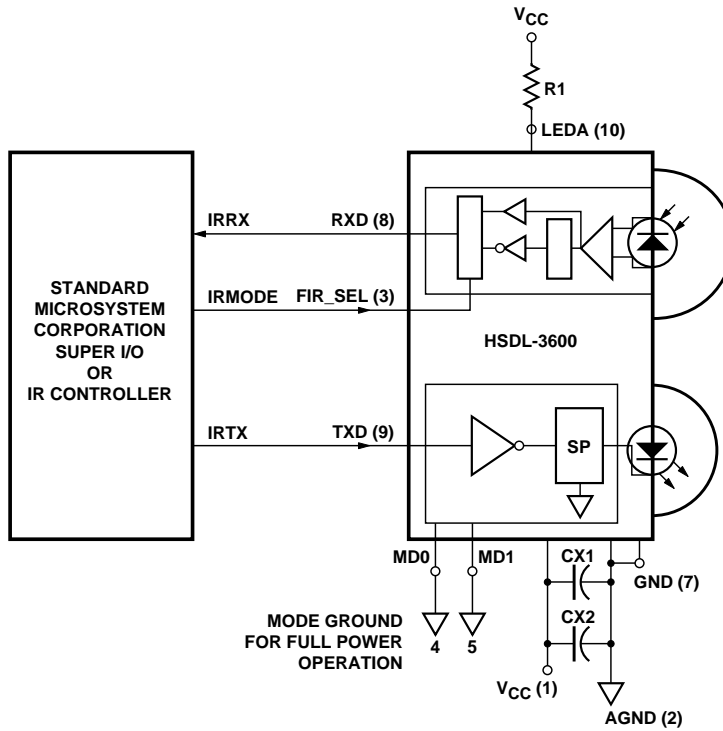 VCC
R1
LEDA (10)
IRRX
RXD (8)
STANDARD
MICROSYSTEM
CORPORATION
SUPER I/O
OR
IR CONTROLLER
IRMODE
FIR_SEL (3)
HSDL-3600
IRTX
TXD (9)
SP
MD0
MD1
CX1
GND (7)
MODE GROUND
FOR FULL POWER
OPERATION
4
5
CX2
VCC (1)
AGND (2)